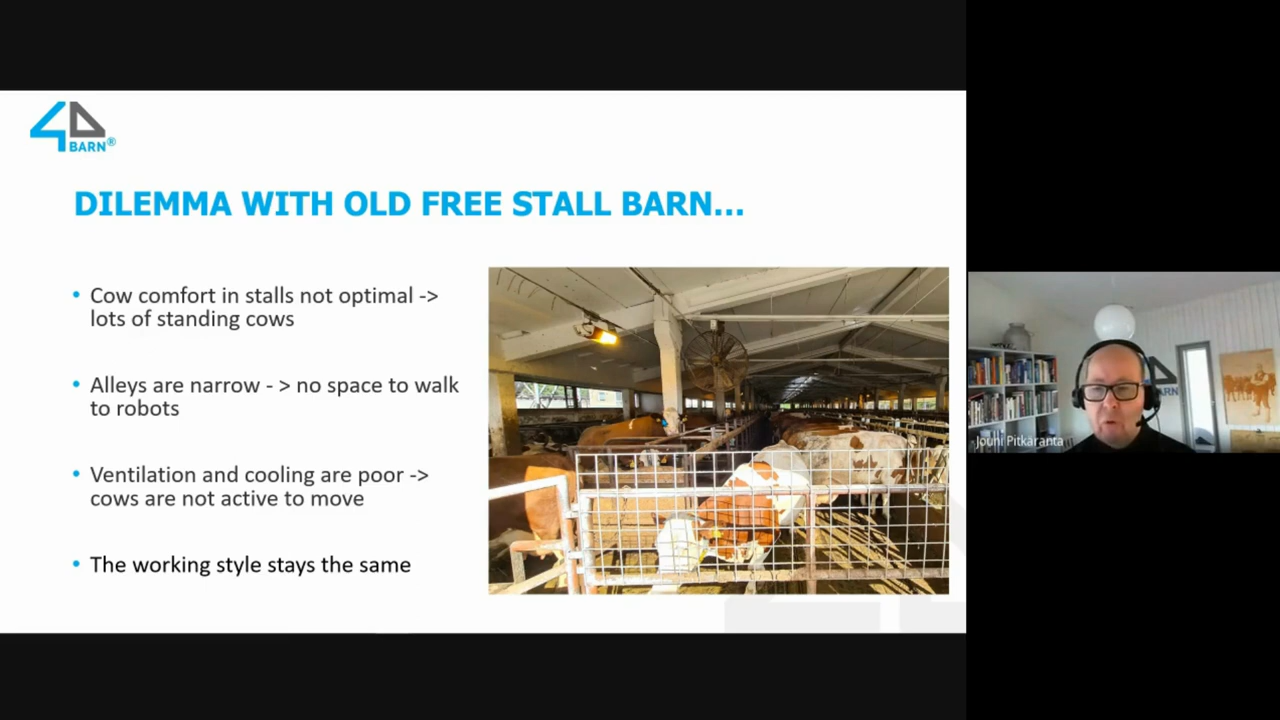 4D
BARN®
DILEMMA WITH OLD FREE STALL BARN...
• Cow comfort in stalls not optimal ->
lots of standing cows
• Alleys are narrow - > no space to walk
to robots
• Ventilation and cooling are poor ->
cows are not active to move
• The working style stays the same
BARN
Jouni Pitkäranta